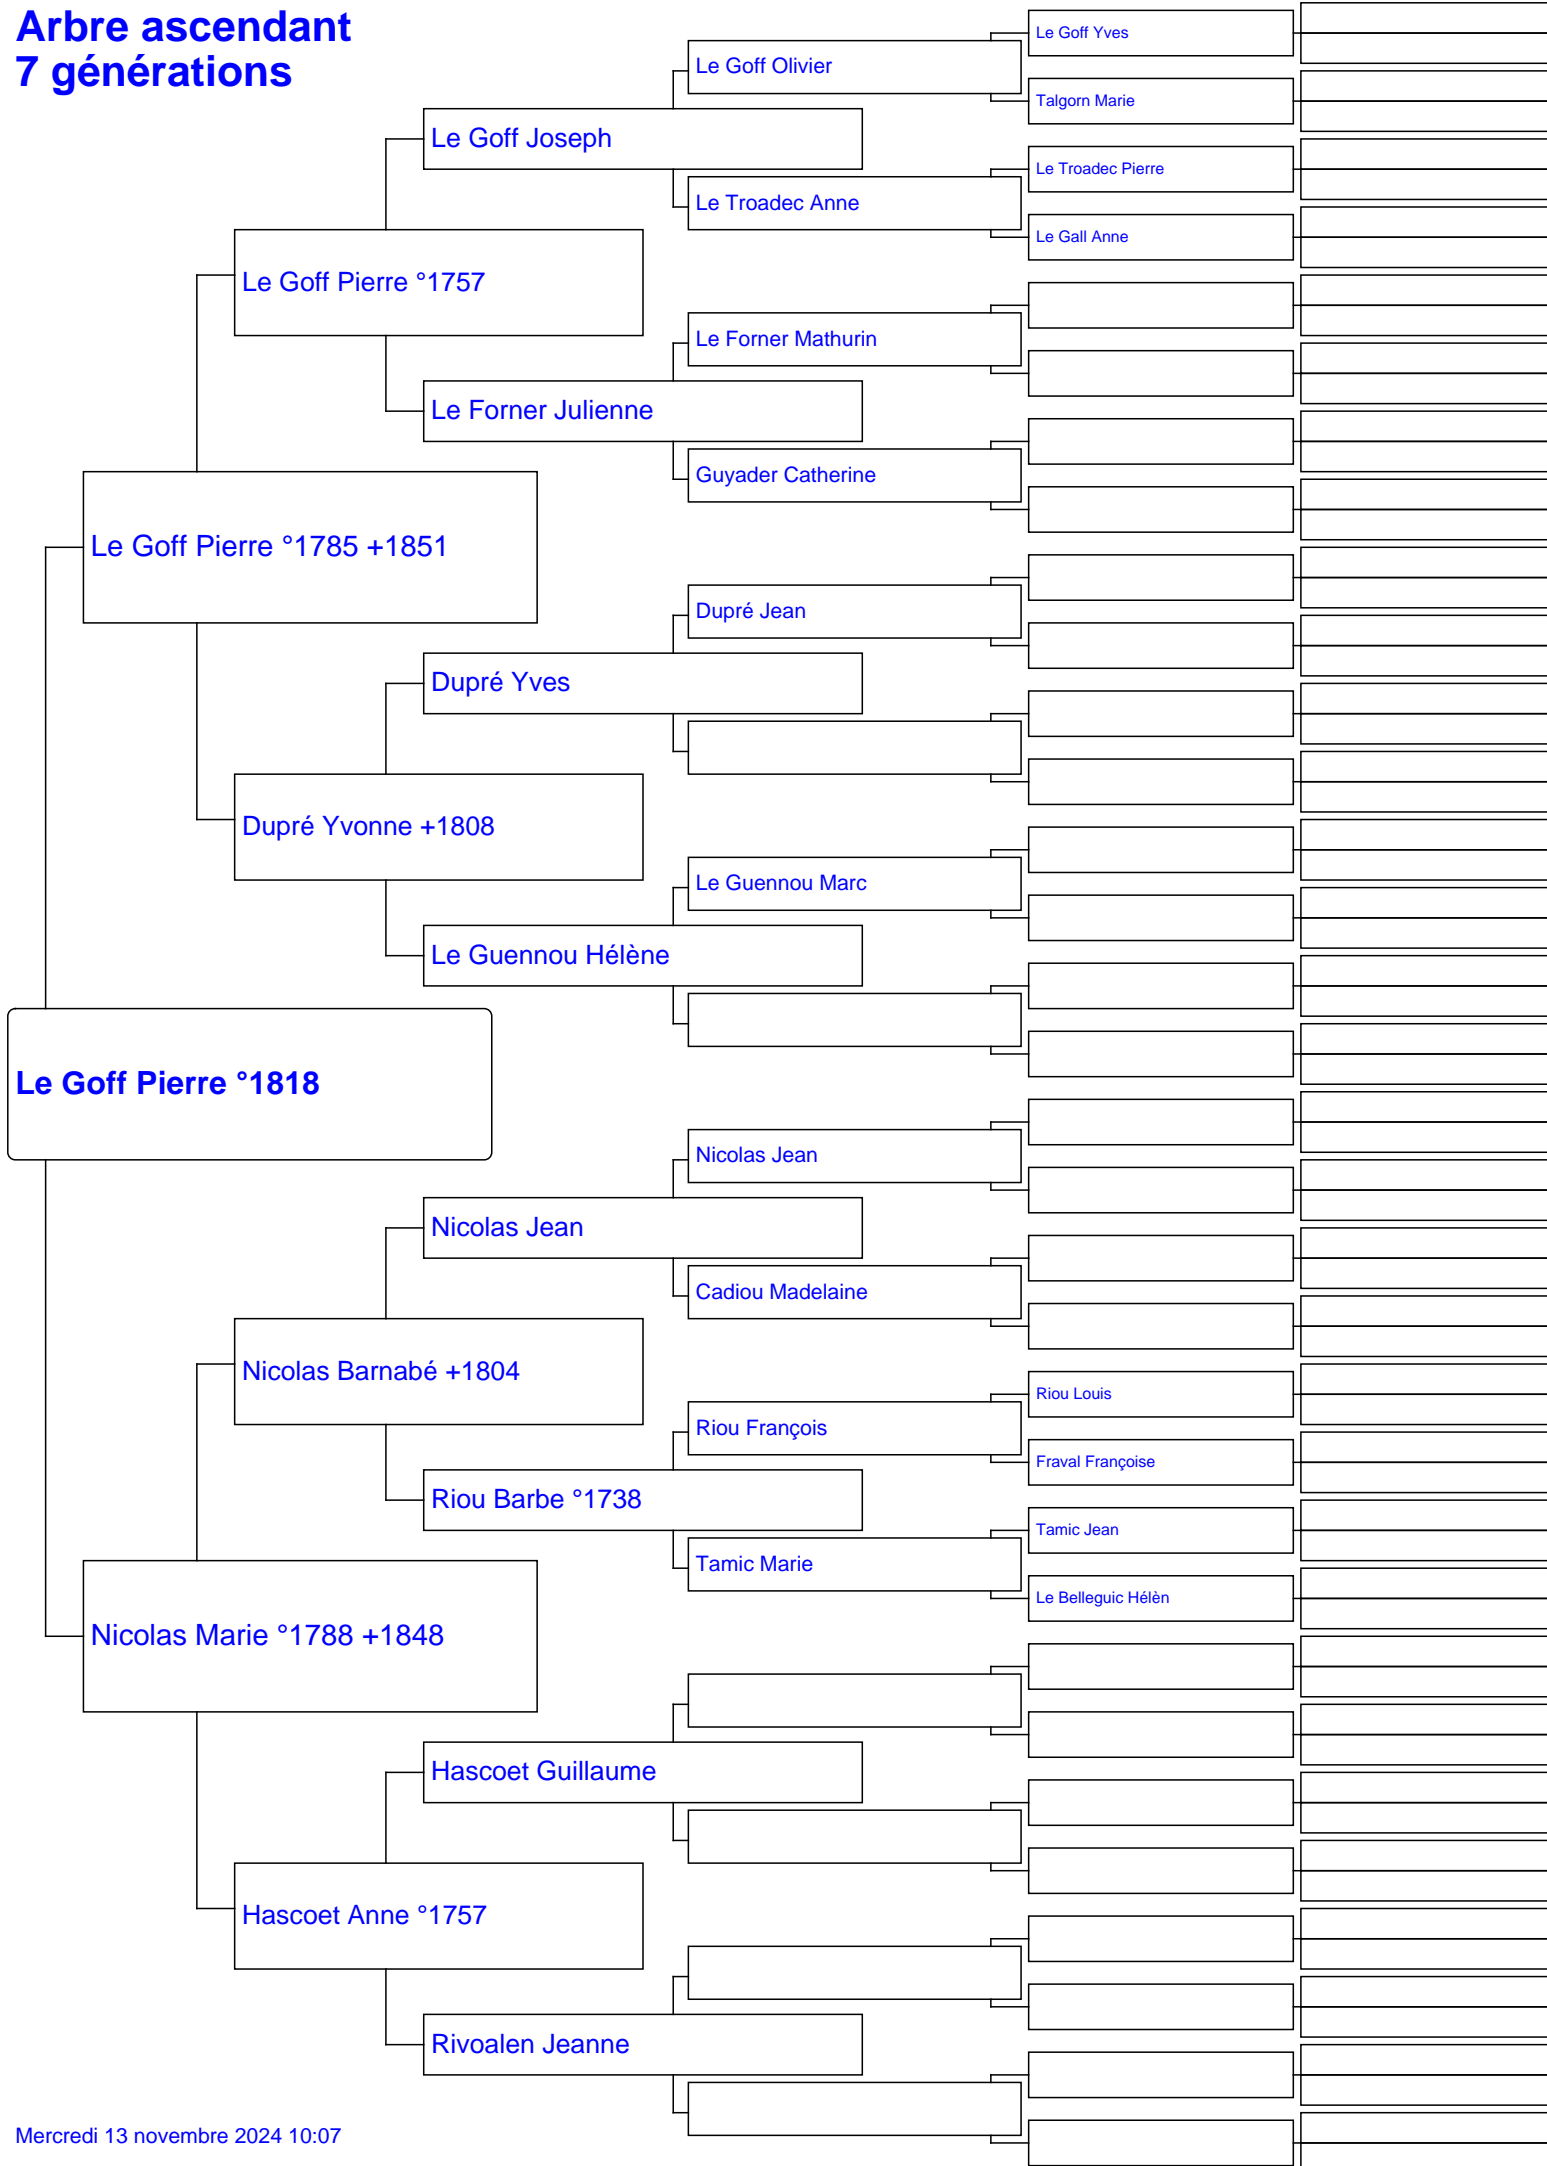 Arbre ascendant
7 générations
Le Goff Yves
Le Goff Olivier
Talgorn Marie
Le Goff Joseph
Le Troadec Pierre
Le Troadec Anne
Le Gall Anne
Le Goff Pierre °1757
Le Forner Mathurin
Le Forner Julienne
Guyader Catherine
Le Goff Pierre °1785 +1851
Dupré Jean
Dupré Yves
Dupré Yvonne +1808
Le Guennou Marc
Le Guennou Hélène
Le Goff Pierre °1818
Nicolas Jean
Nicolas Jean
Cadiou Madelaine
Nicolas Barnabé +1804
Riou Louis
Riou François
Fraval Françoise
Riou Barbe °1738
Tamic Jean
Tamic Marie
Le Belleguic Hélèn
Nicolas Marie °1788 +1848
Hascoet Guillaume
Hascoet Anne °1757
Rivoalen Jeanne
Mercredi 13 novembre 2024 10:07